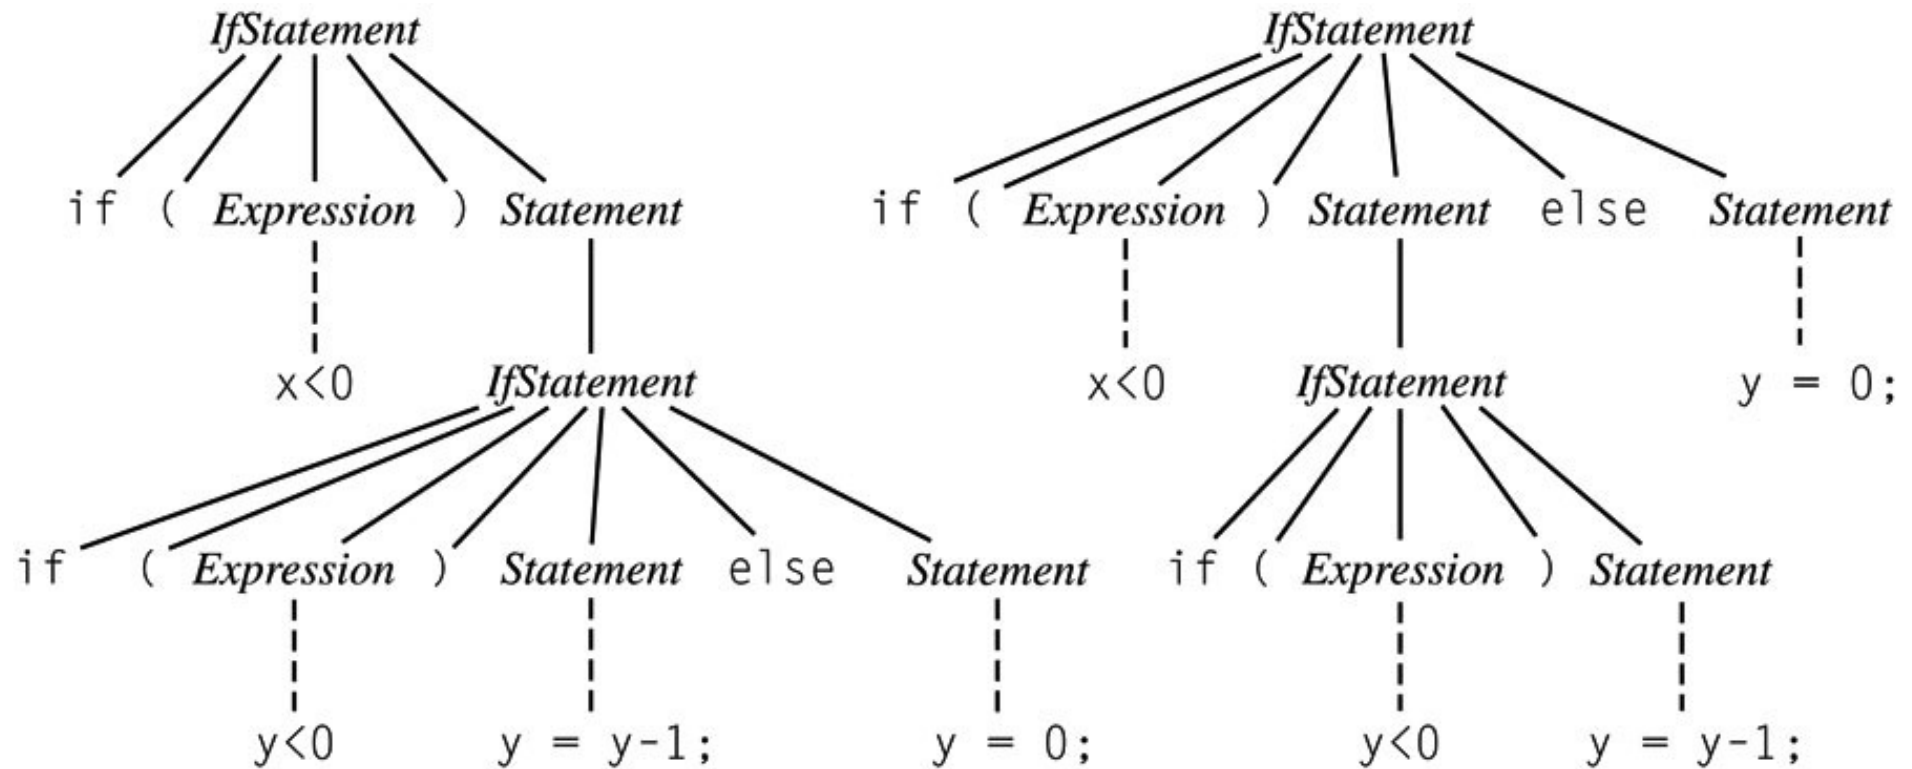 IfStatement IfStatement
if ( Expression ) Statement if ( Expression ) Statement else Statement
x<0 IfStatement x<0 IfStatement y = 0;
if ( Expression ) Statement else Statement if ( Expression ) Statement
y<0 y = y-1; y = 0; y<0 y = y-1;